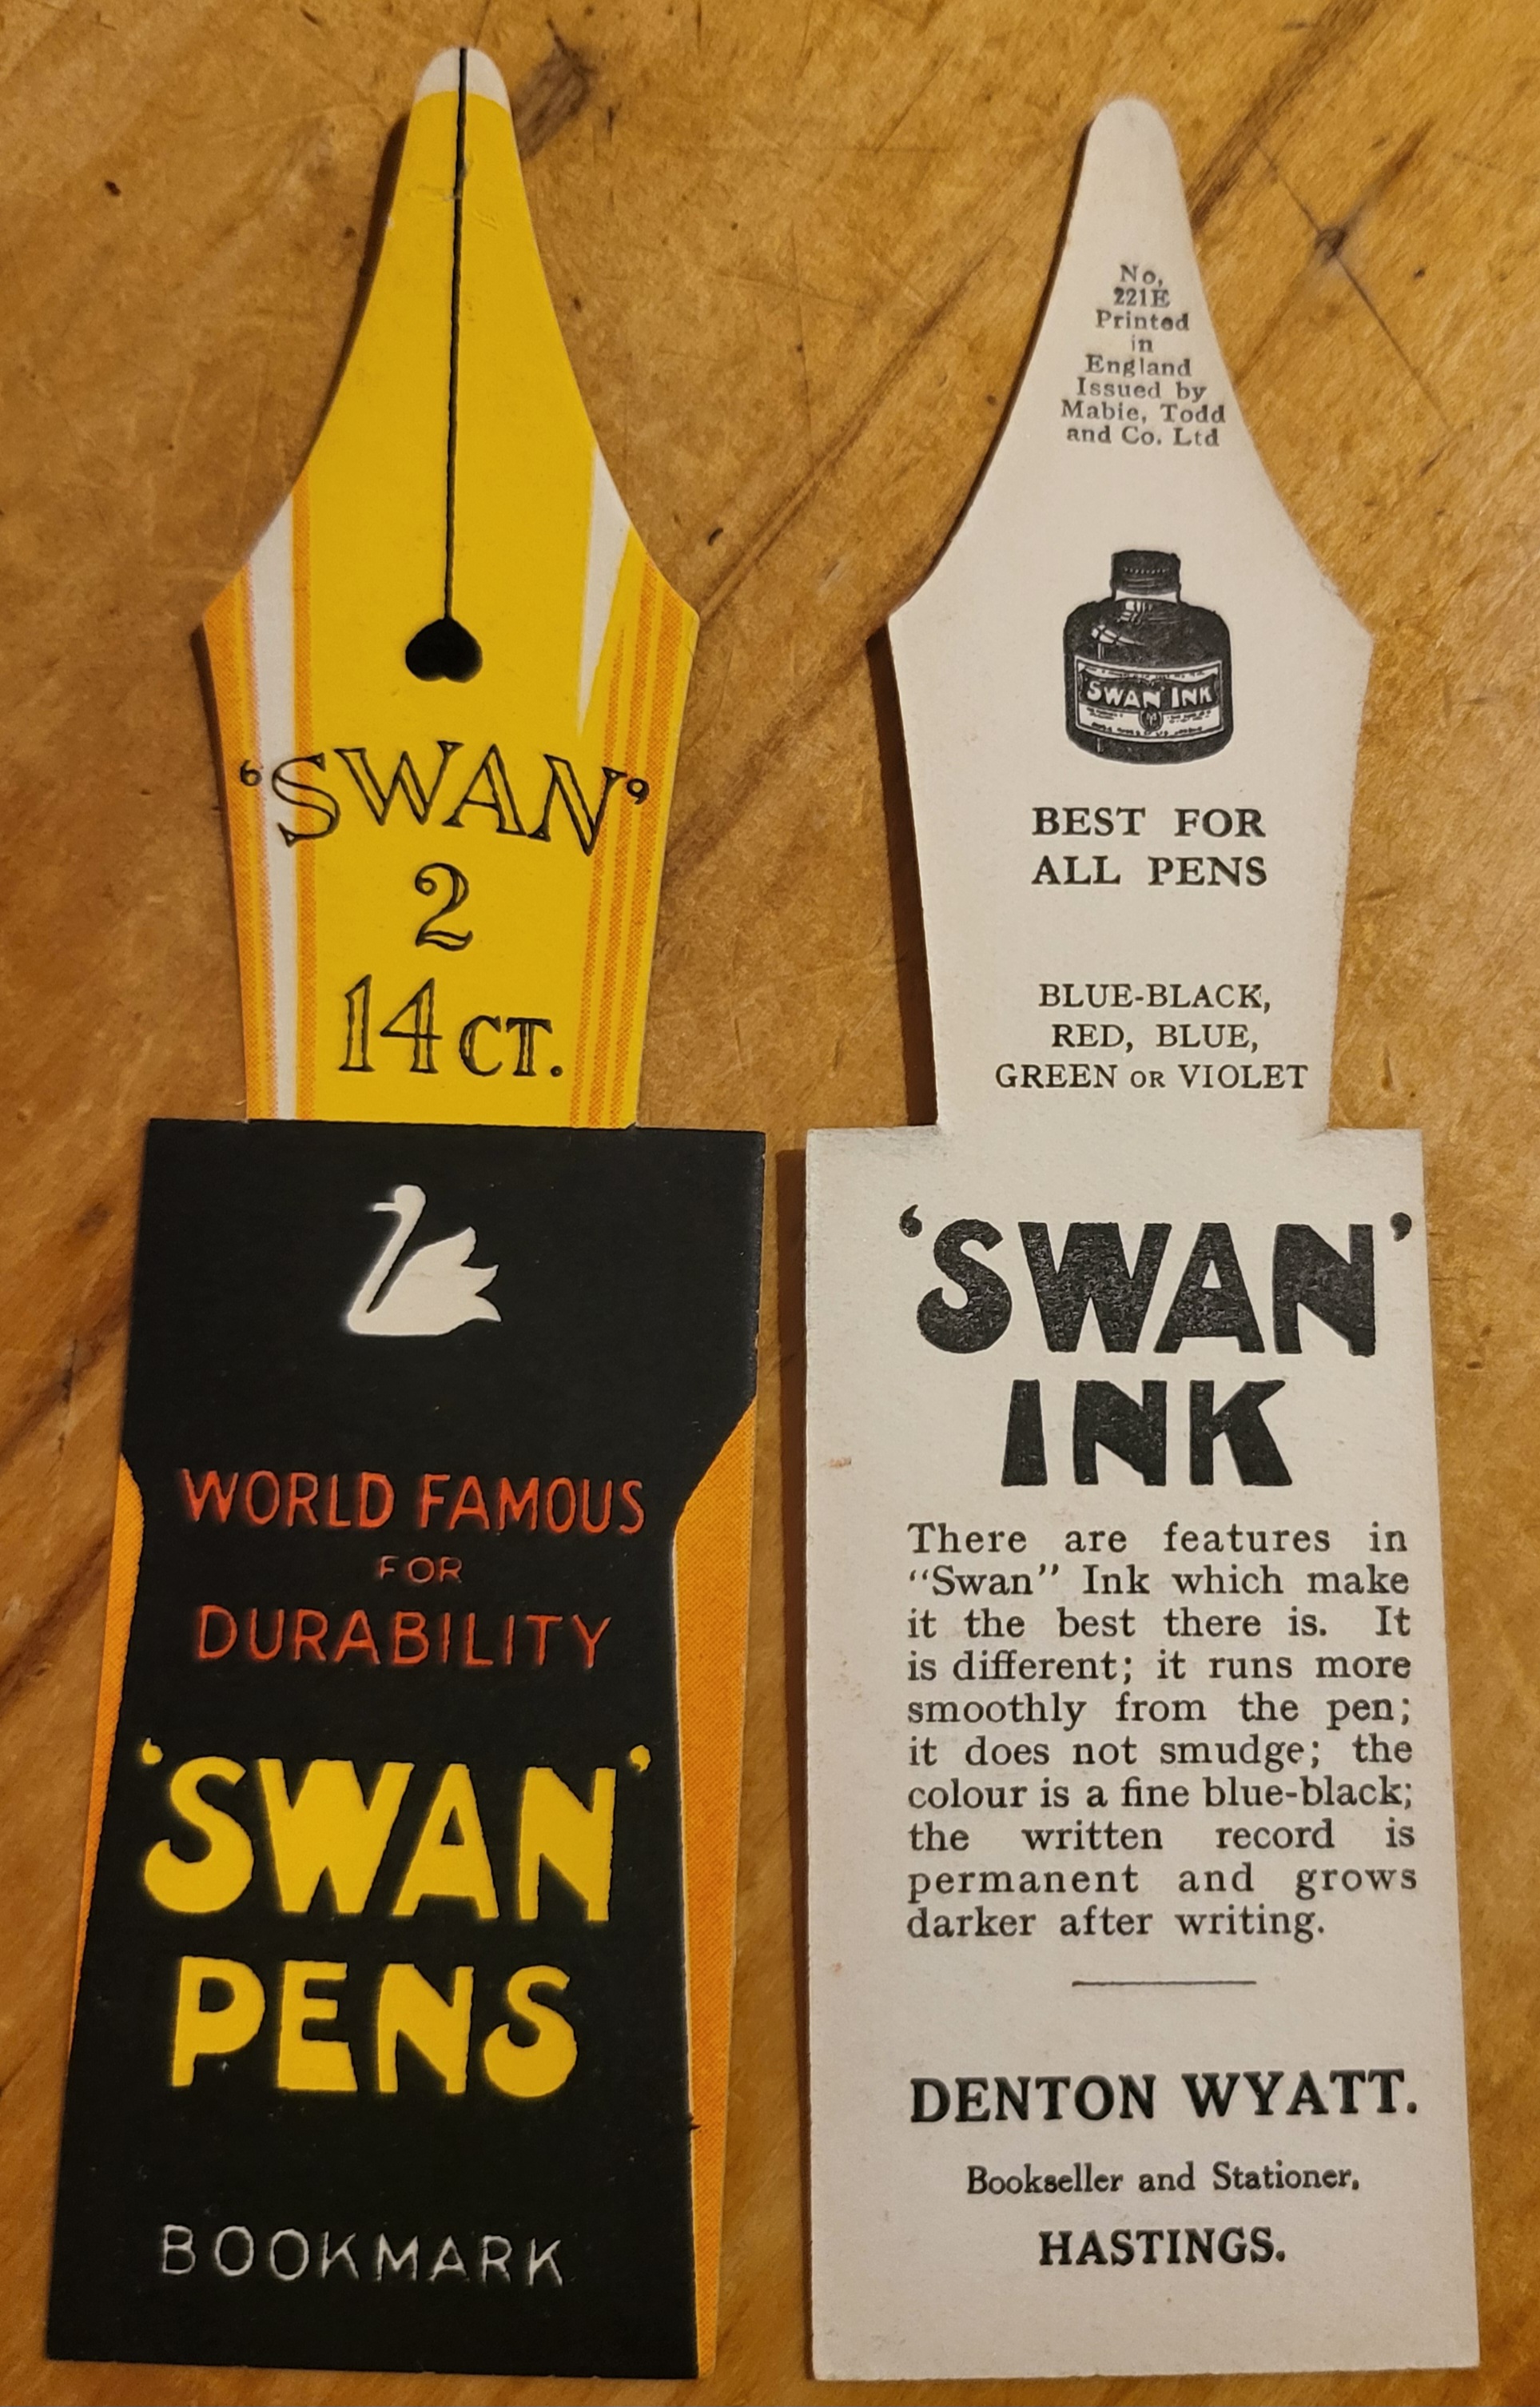 ‘SWAN’
2
14 CT.
WORLD FAMOUS
FOR
DURABILITY
‘SWAN’
PENS
BOOKMARK
No,
221E
Printed
in
England
Issued by
Mabie, Todd
and Co. Ltd
SWAN INK
BEST FOR
ALL PENS
BLUE-BLACK,
RED, BLUE,
GREEN OR VIOLET
‘SWAN’
INK
There are features in
“Swan” Ink which make
it the best there is. It
is different; it runs more
smoothly from the pen;
it does not smudge; the
colour is a fine blue-black;
the written record is
permanent and grows
darker after writing.
DENTON WYATT.
Bookseller and Stationer,
HASTINGS.